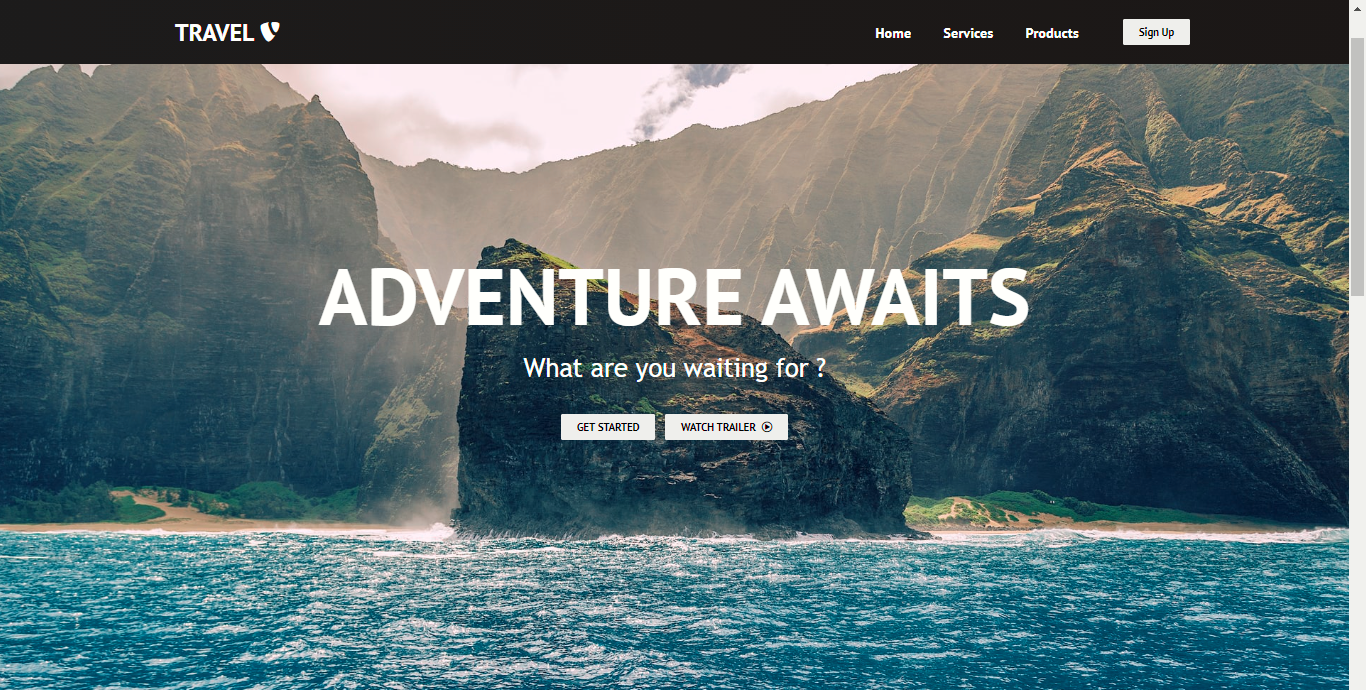 TRAVEL
Home Services Products Sign Up
ADVENTURE AWAITS
What are you waiting for ?
GET STARTED WATCH TRAILER